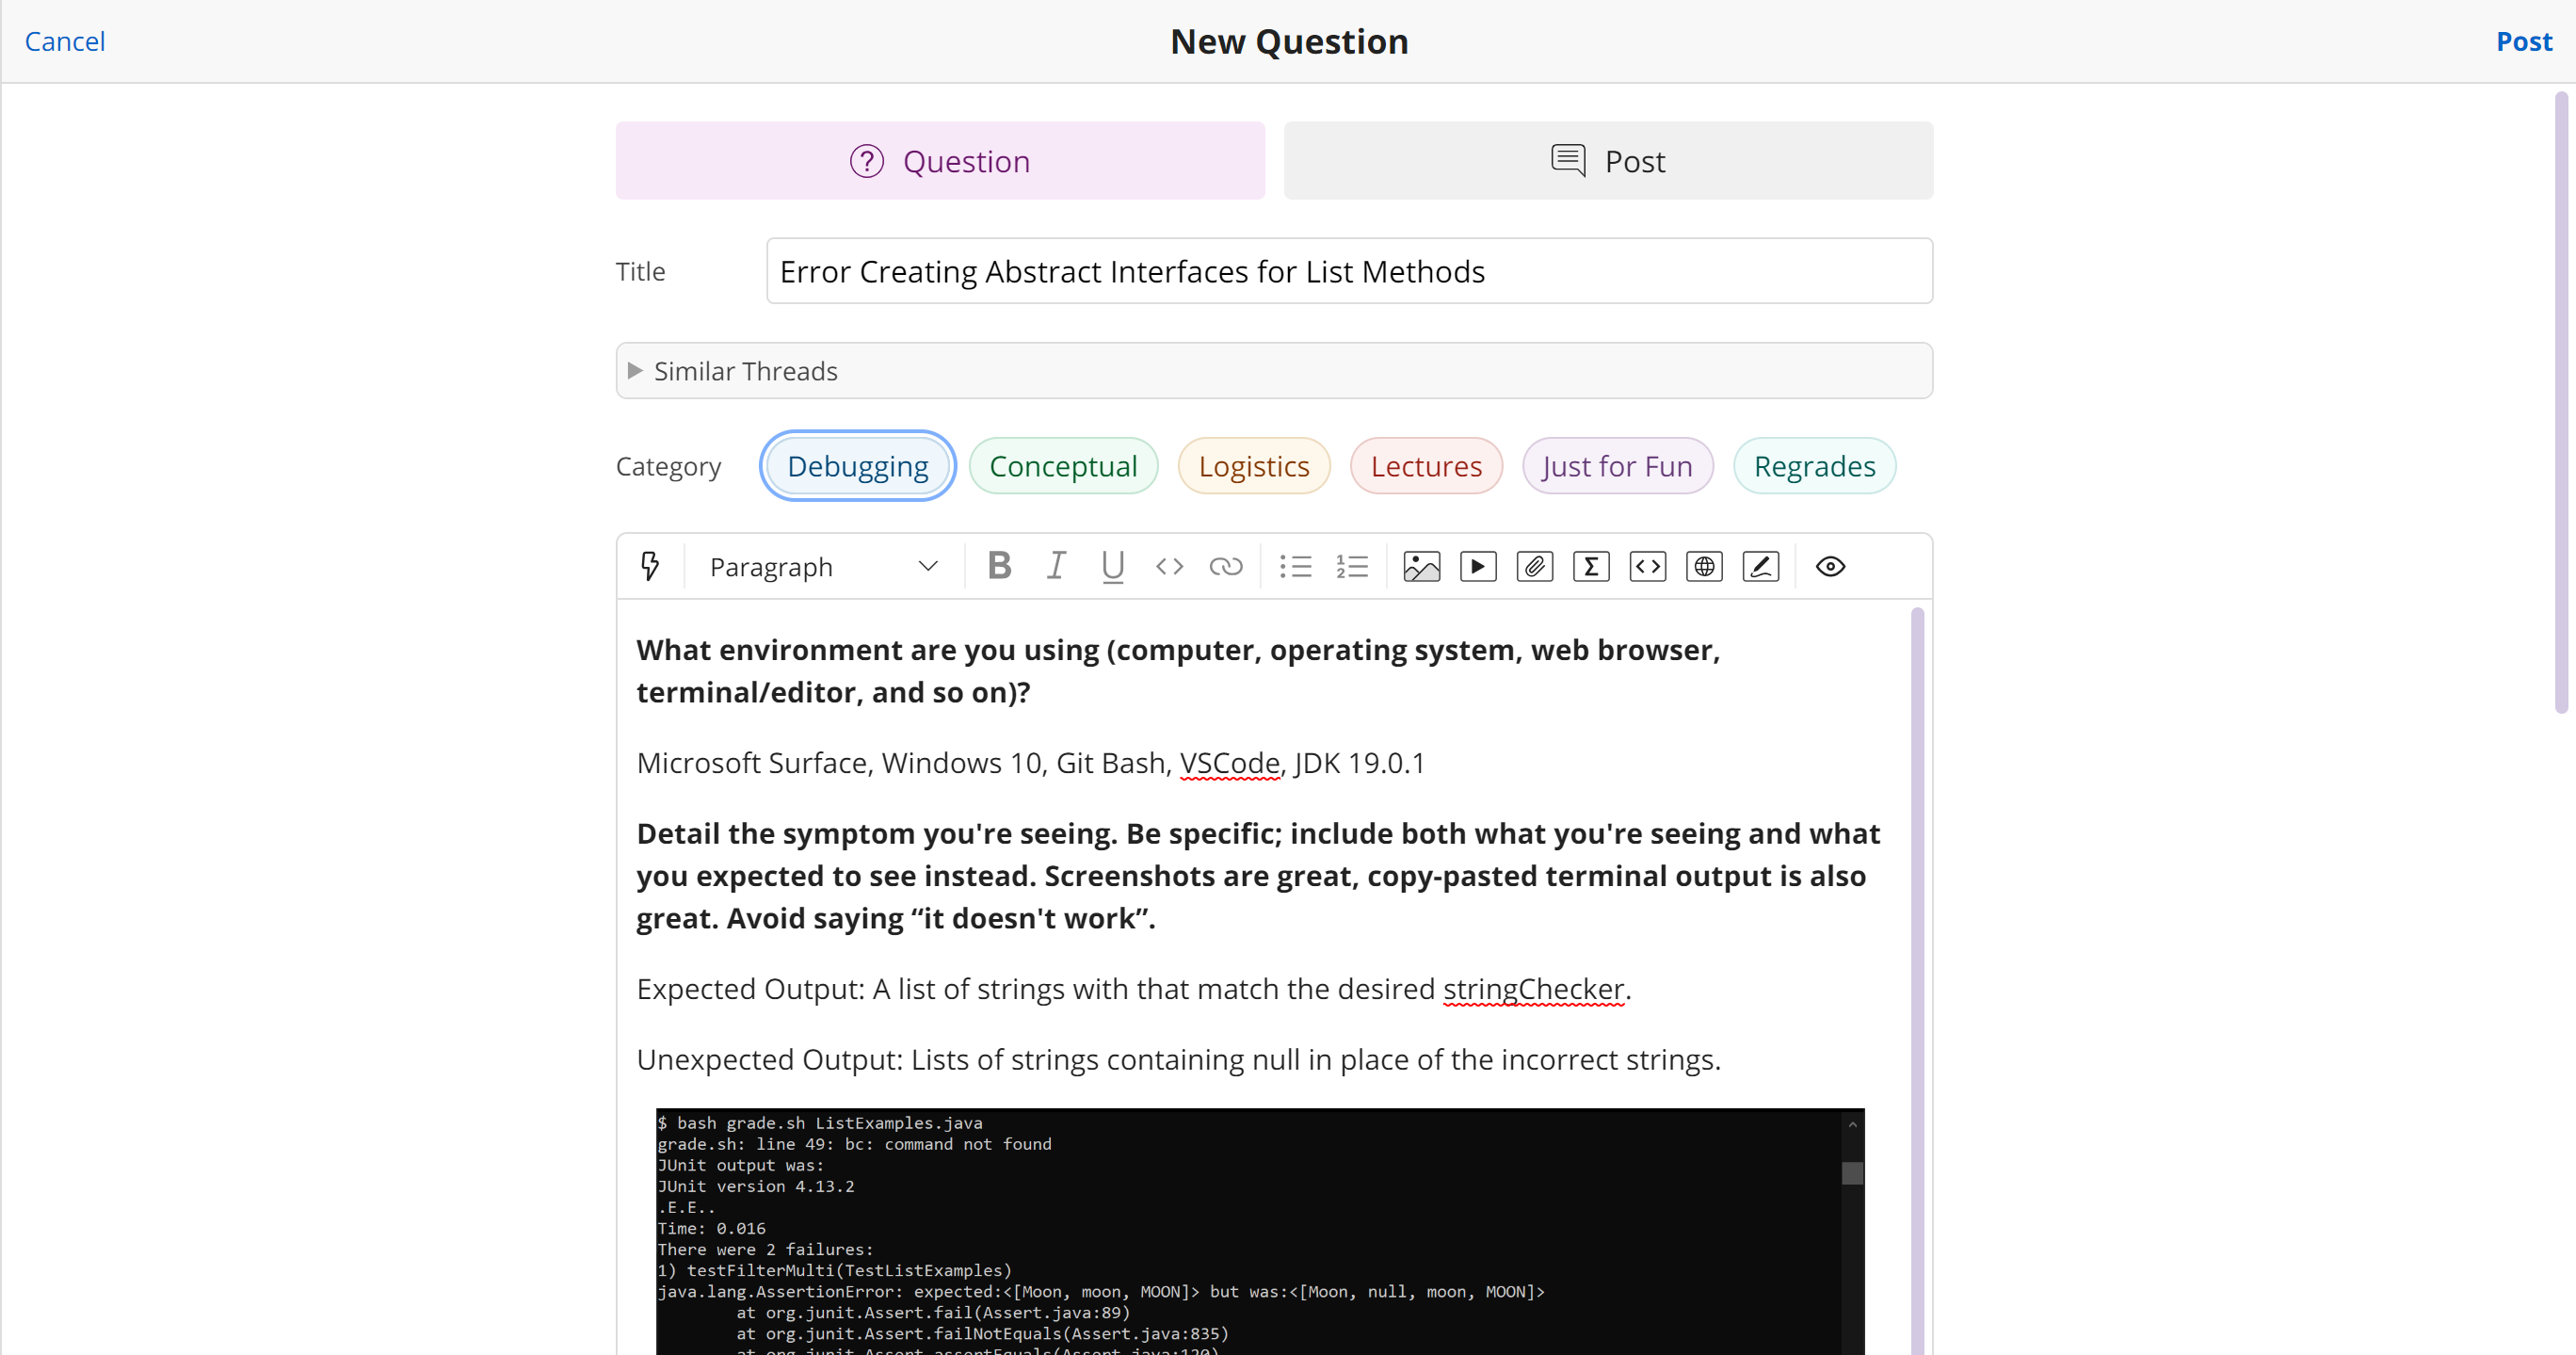 Cancel
New Question
Post
Question
Post
Title
Error Creating Abstract Interfaces for List Methods
Similar Threads
Category
Debugging
Conceptual
Logistics
Lectures
Just for Fun
Regrades
Paragraph
What environment are you using (computer, operating system, web browser,
terminal/editor, and so on)?
Microsoft Surface, Windows 10, Git Bash, VSCode, JDK 19.0.1
Detail the symptom you're seeing. Be specific; include both what you're seeing and what
you expected to see instead. Screenshots are great, copy-pasted terminal output is also
great. Avoid saying “it doesn't work”.
Expected Output: A list of strings with that match the desired stringChecker.
Unexpected Output: Lists of strings containing null in place of the incorrect strings.
$ bash grade.sh ListExamples.java
grade.sh: line 49: bc: command not found
JUnit output was:
JUnit version 4.13.2
.E.E..
Time: 0.016
There were 2 failures:
1) testFilterMulti(TestListExamples)
java.lang.AssertionError: expected:<[Moon, moon, MOON]> but was:<[Moon, null, moon, MOON]>
at org.junit.Assert.fail(Assert.java:89)
at org.junit.Assert.failNotEquals(Assert.java:835)
at org.junit.Assert.assertEquals(Assert.java:120)